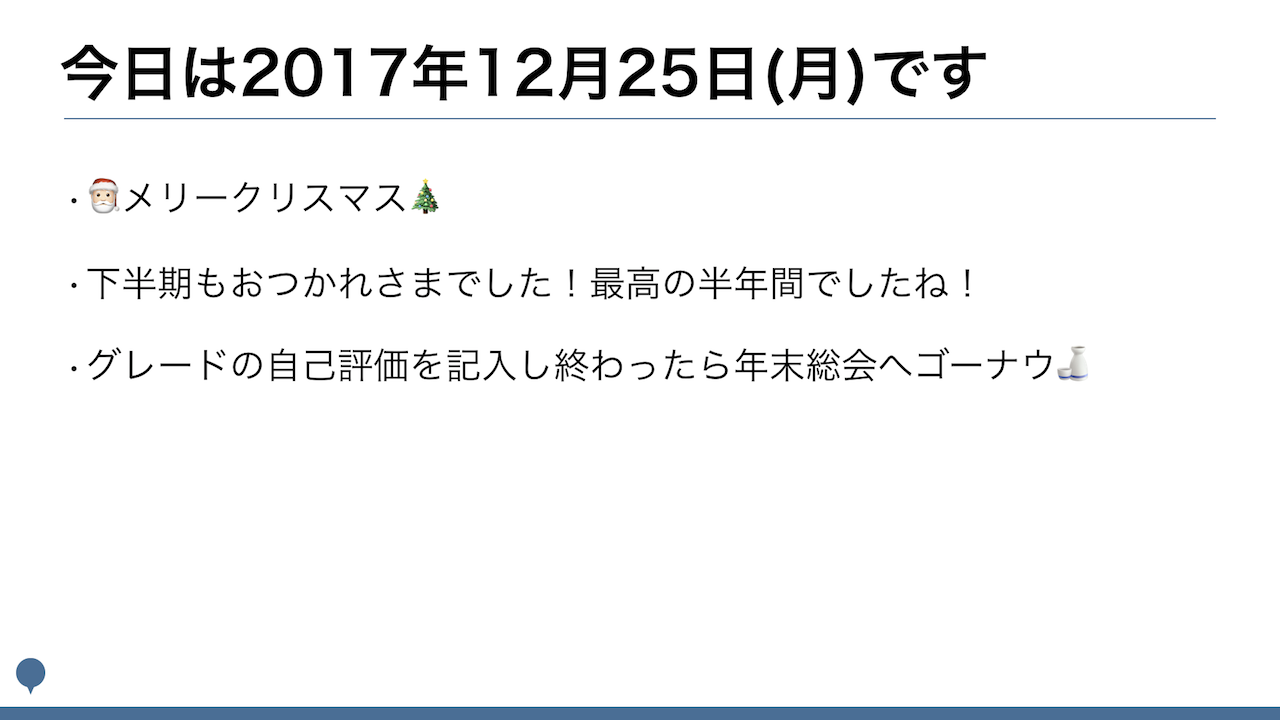 今日は2017年12月25日(月)です
・🎅🏻メリークリスマス🎄
・下半期もおつかれさまでした！最高の半年間でしたね！
・グレードの自己評価を記入し終わったら年末総会へゴーナウ🍶